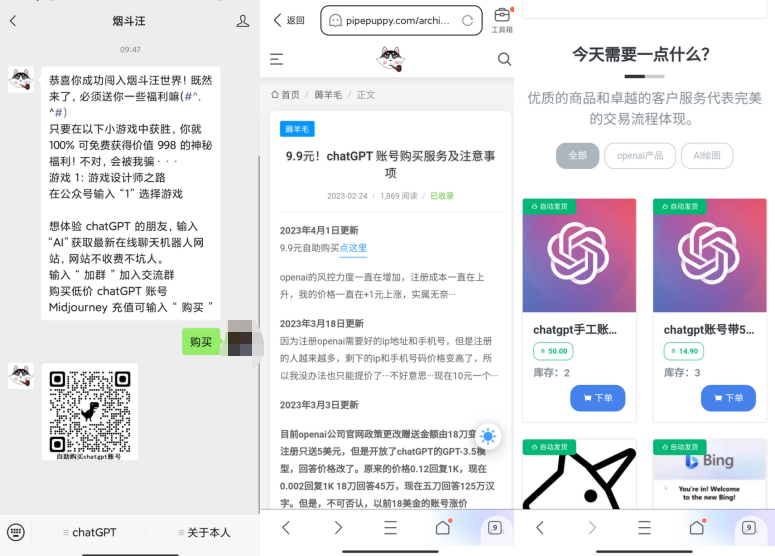 烟斗汪
09:47
恭喜你成功闯入烟斗汪世界! 既然
来了, 必须送你一些福利嘛(#^.
^#)
只要在以下小游戏中获胜, 你就
100% 可免费获得价值 998 的神秘
福利! 不对, 会被我骗···
游戏 1: 游戏设计师之路
在公众号输入 “1” 选择游戏
想体验 chatGPT 的朋友, 输入
“AI” 获取最新在线聊天机器人网
站, 网站不收费不坑人。
输入 “ 加群 ” 加入交流群
购买低价 chatGPT 账号
Midjourney 充值可输入 “ 购买 ”
购买
自助购买chatgpt账号
≡ chatGPT
≡ 关于本人
返回
pipepuppy.com/archi...
工具箱
首页 / 薅羊毛 / 正文
薅羊毛
9.9元! chatGPT 账号购买服务及注意事
项
2023-02-24 / 1,869 阅读 / 已收录
2023年4月1日更新
9.9元自助购买点这里
openai的风控力度一直在增加, 注册成本一直在上
升, 我的价格一直在+1元上涨, 实属无奈···
2023年3月18日更新
因为注册openai需要好的ip地址和手机号, 但是注册
的人越来越多, 剩下的ip和手机号码价格变高了, 所
以我没办法也只能提价了···不好意思···现在10元一个···
2023年3月3日更新
目前openai公司官网政策更改赠送金额由18刀变
注册只送5美元, 但是开放了chatGPT的GPT-3.5模
型, 回答价格改了。原来的价格0.12回复1K, 现在
0.002回复1K 18刀回答45万, 现在五刀回答125万汉
字。但是, 不可否认, 以前18美金的账号涨价
9
今天需要一点什么?
优质的商品和卓越的客户服务代表完美
的交易流程体现。
全部
openai产品
AI绘图
自动发货
chatgpt手工账...
50.00
库存: 2
下单
自动发货
chatgpt账号带5...
14.90
库存: 3
下单
自动发货
自动发货
Bing
You're in! Welcome
to the new Bing!
9